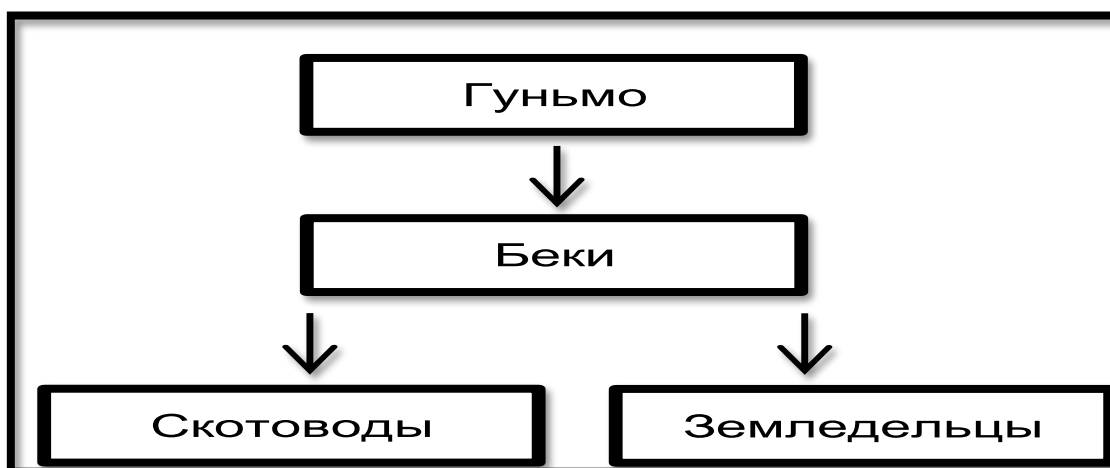 Гуньмо
Беки
Скотоводы
Земледельцы